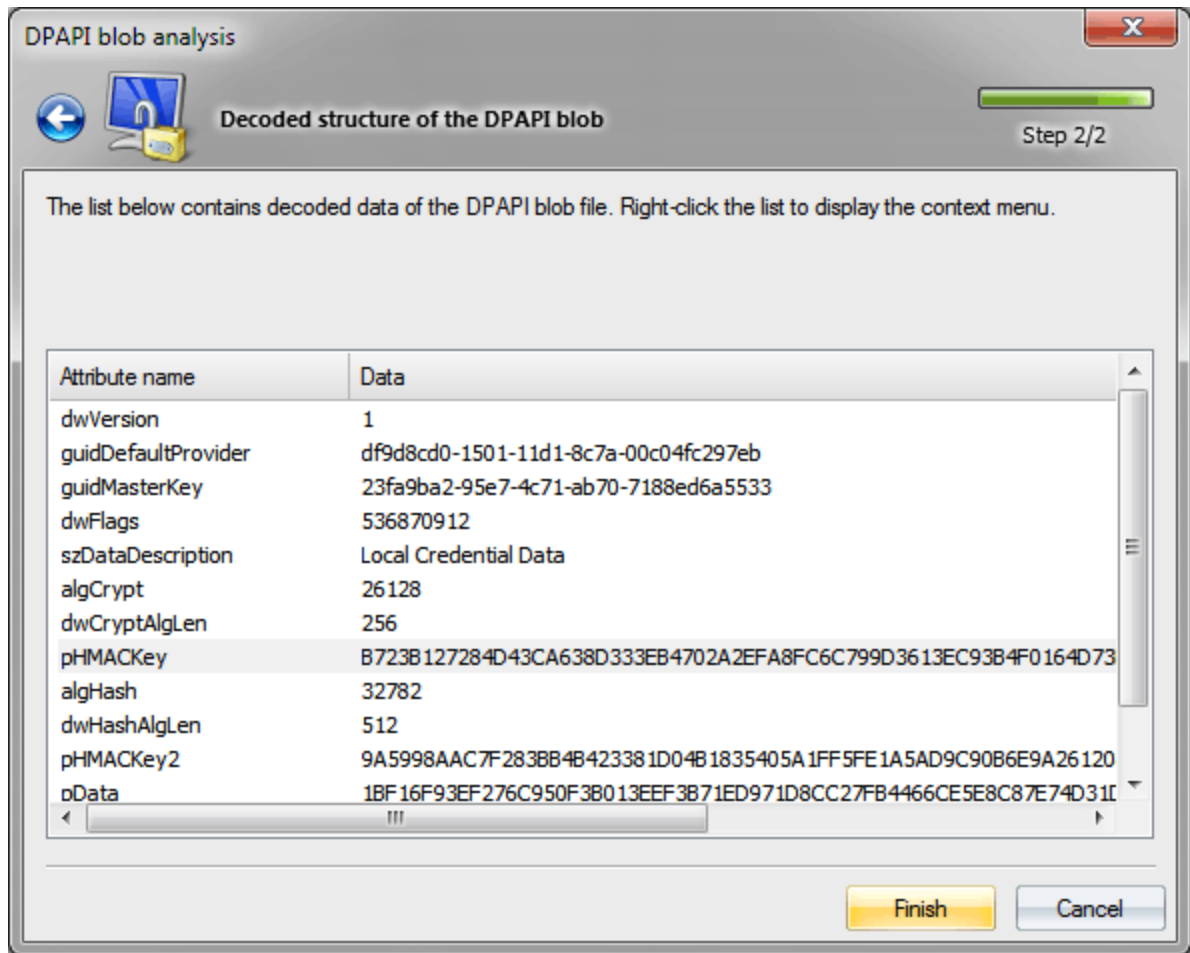 DPAPI blob analysis
Decoded structure of the DPAPI blob
Step 2/2
The list below contains decoded data of the DPAPI blob file. Right-click the list to display the context menu.
Attribute name Data
dwVersion 1
guidDefaultProvider df9d8cd0-1501-11d1-8c7a-00c04fc297eb
guidMasterKey 23fa9ba2-95e7-4c71-ab70-7188ed6a5533
dwFlags 536870912
szDataDescription Local Credential Data
algCrypt 26128
dwCryptAlgLen 256
pHMACKey B723B127284D43CA638D333EB4702A2EFA8FC6C799D3613EC93B4F0164D73
algHash 32782
dwHashAlgLen 512
pHMACKey2 9A5998AAC7F283BB4B423381D04B1835405A1FF5FE1A5AD9C90B6E9A26120
pData 1BF16F93EF276C950F3B013EEF3B71ED971D8CC27FB4466CE5E8C87E74D31D
Finish Cancel